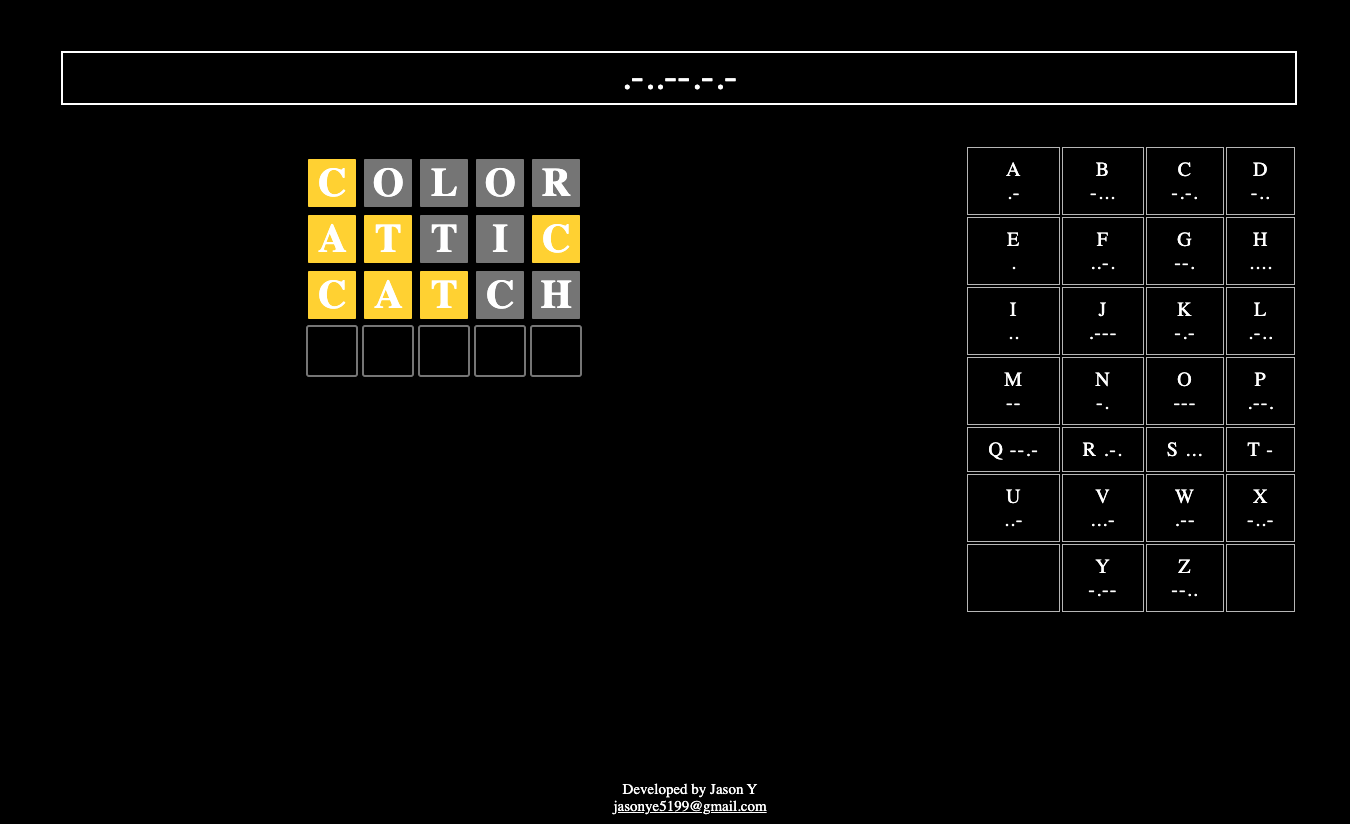 .-..--.-.-
C O L O R
A T T I C
C A T C H
A B C D
.- -... -.-. -..
E F G H
. ..-. --. ....
I J K L
.. .--- -.- .-..
M N O P
-- -. --- .--.
Q --.- R .-. S ... T -
U V W X
..- ...- .-- -..-
Y Z
-.-- --..
Developed by Jason Y
jasonye5199@gmail.com